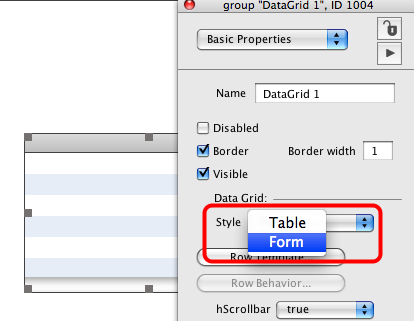 group "DataGrid 1", ID 1004
Basic Properties
Name DataGrid 1
Disabled
Border Border width 1
Visible
Data Grid:
Style Table
Form
Row Template...
Row Behavior...
hScrollbar true